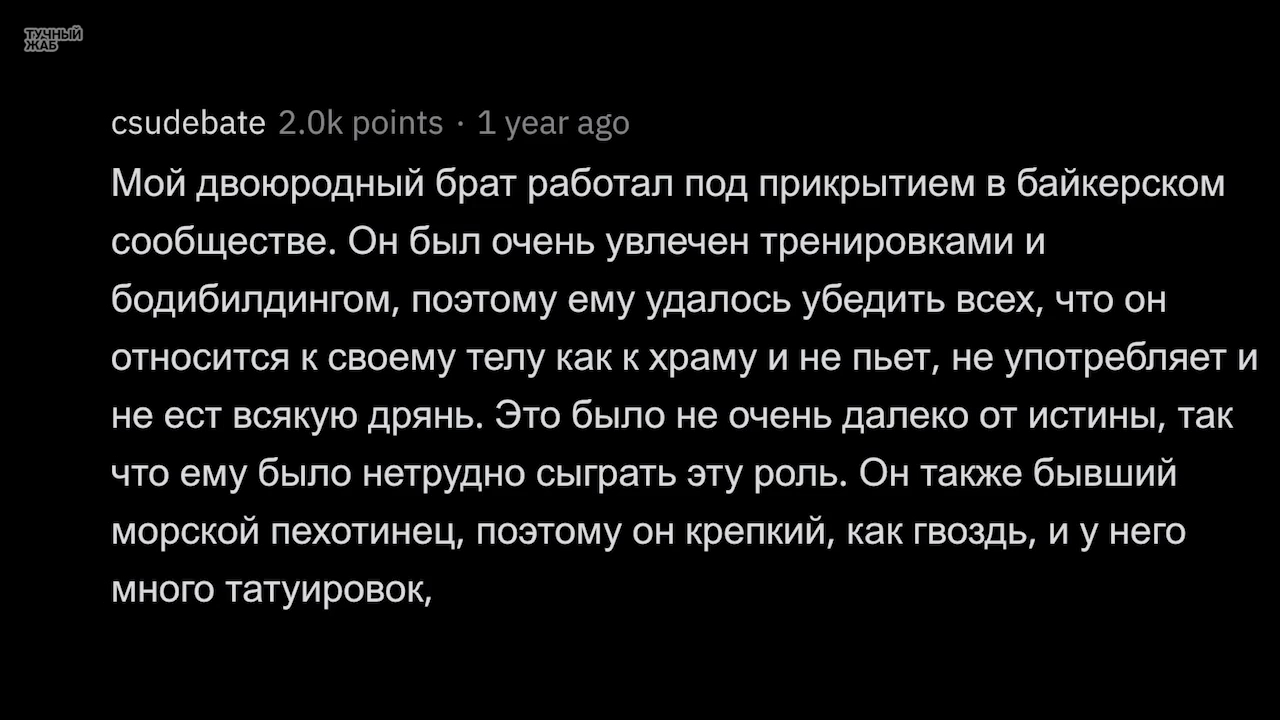 ТУЧНЫЙ
ЖАБ
csudebate 2.0k points · 1 year ago
Мой двоюродный брат работал под прикрытием в байкерском
сообществе. Он был очень увлечен тренировками и
бодибилдингом, поэтому ему удалось убедить всех, что он
относится к своему телу как к храму и не пьет, не употребляет и
не ест всякую дрянь. Это было не очень далеко от истины, так
что ему было нетрудно сыграть эту роль. Он также бывший
морской пехотинец, поэтому он крепкий, как гвоздь, и у него
много татуировок,